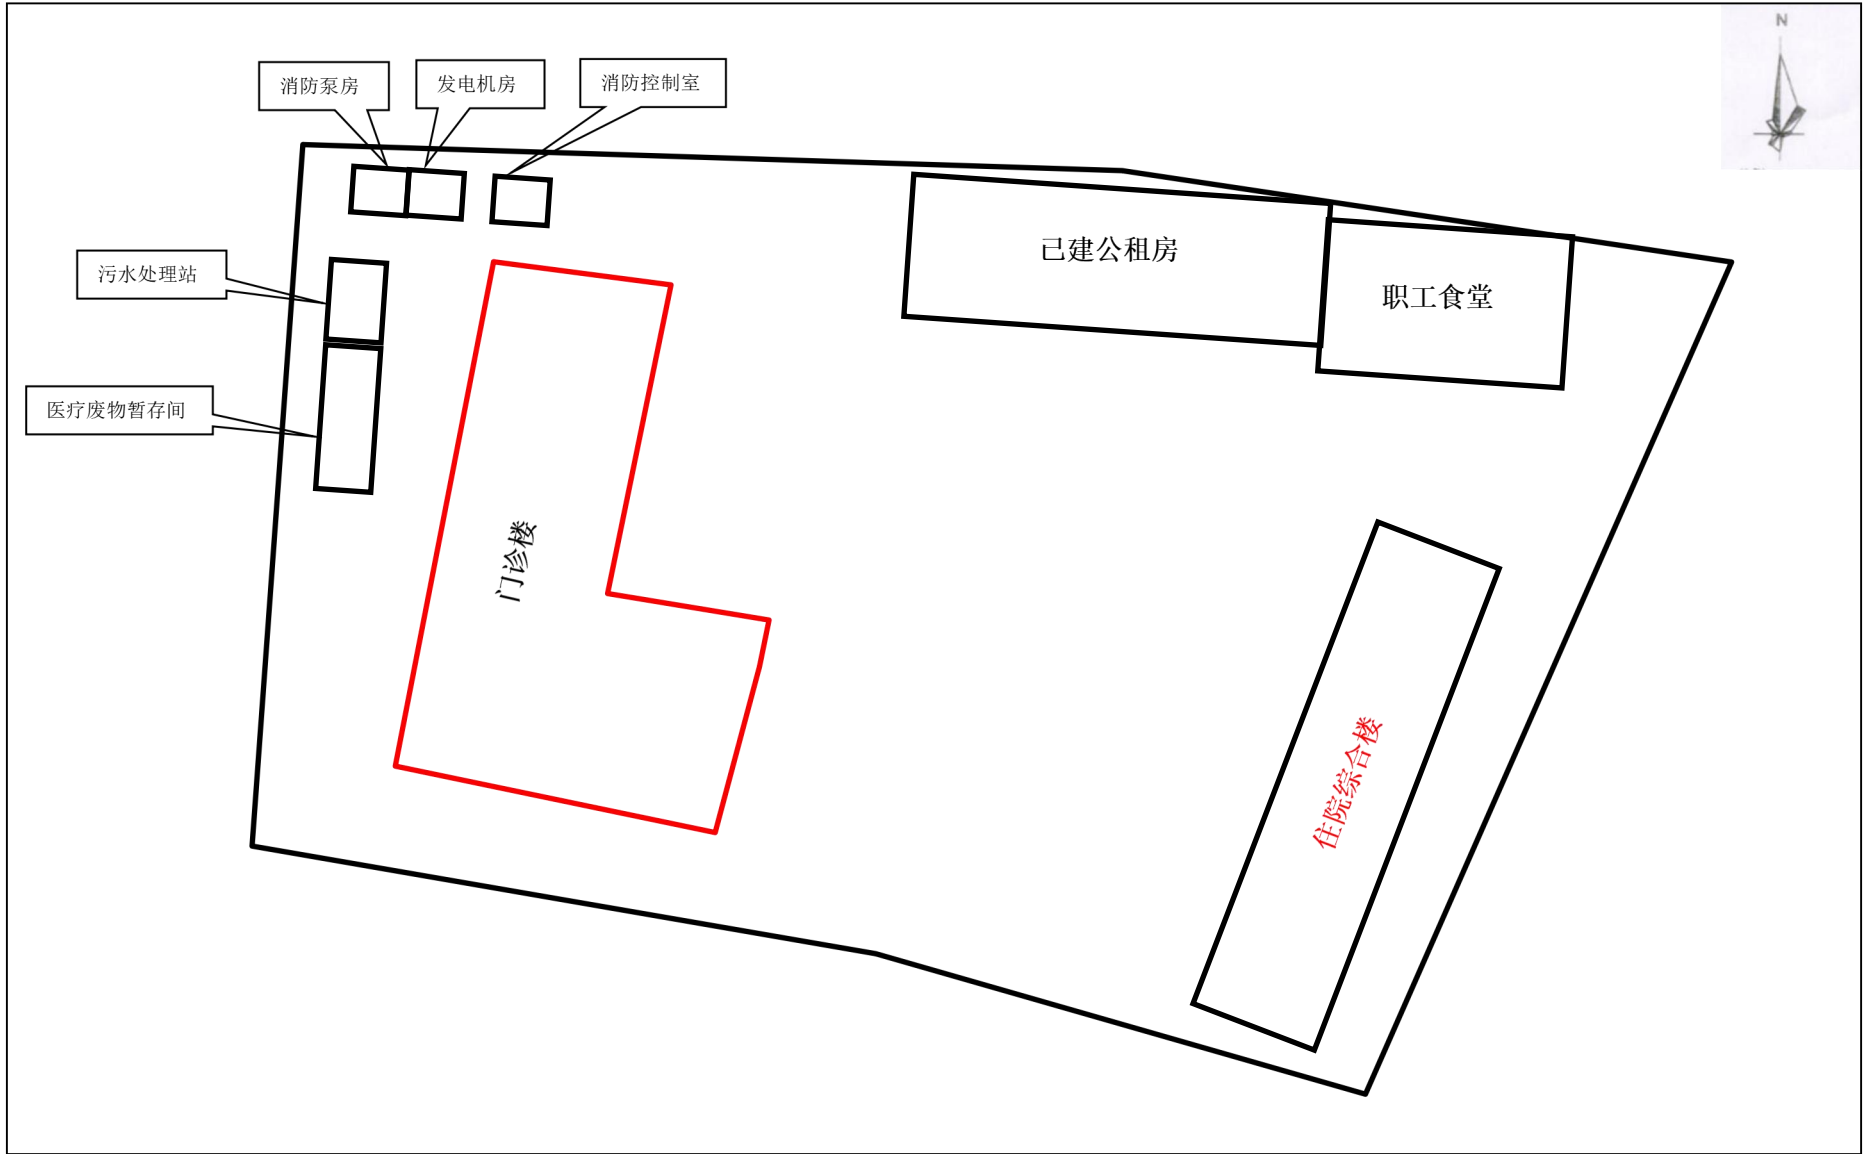 N
消防泵房
发电机房
消防控制室
已建公租房
污水处理站
职工食堂
医疗废物暂存间
门诊楼
住院综合楼